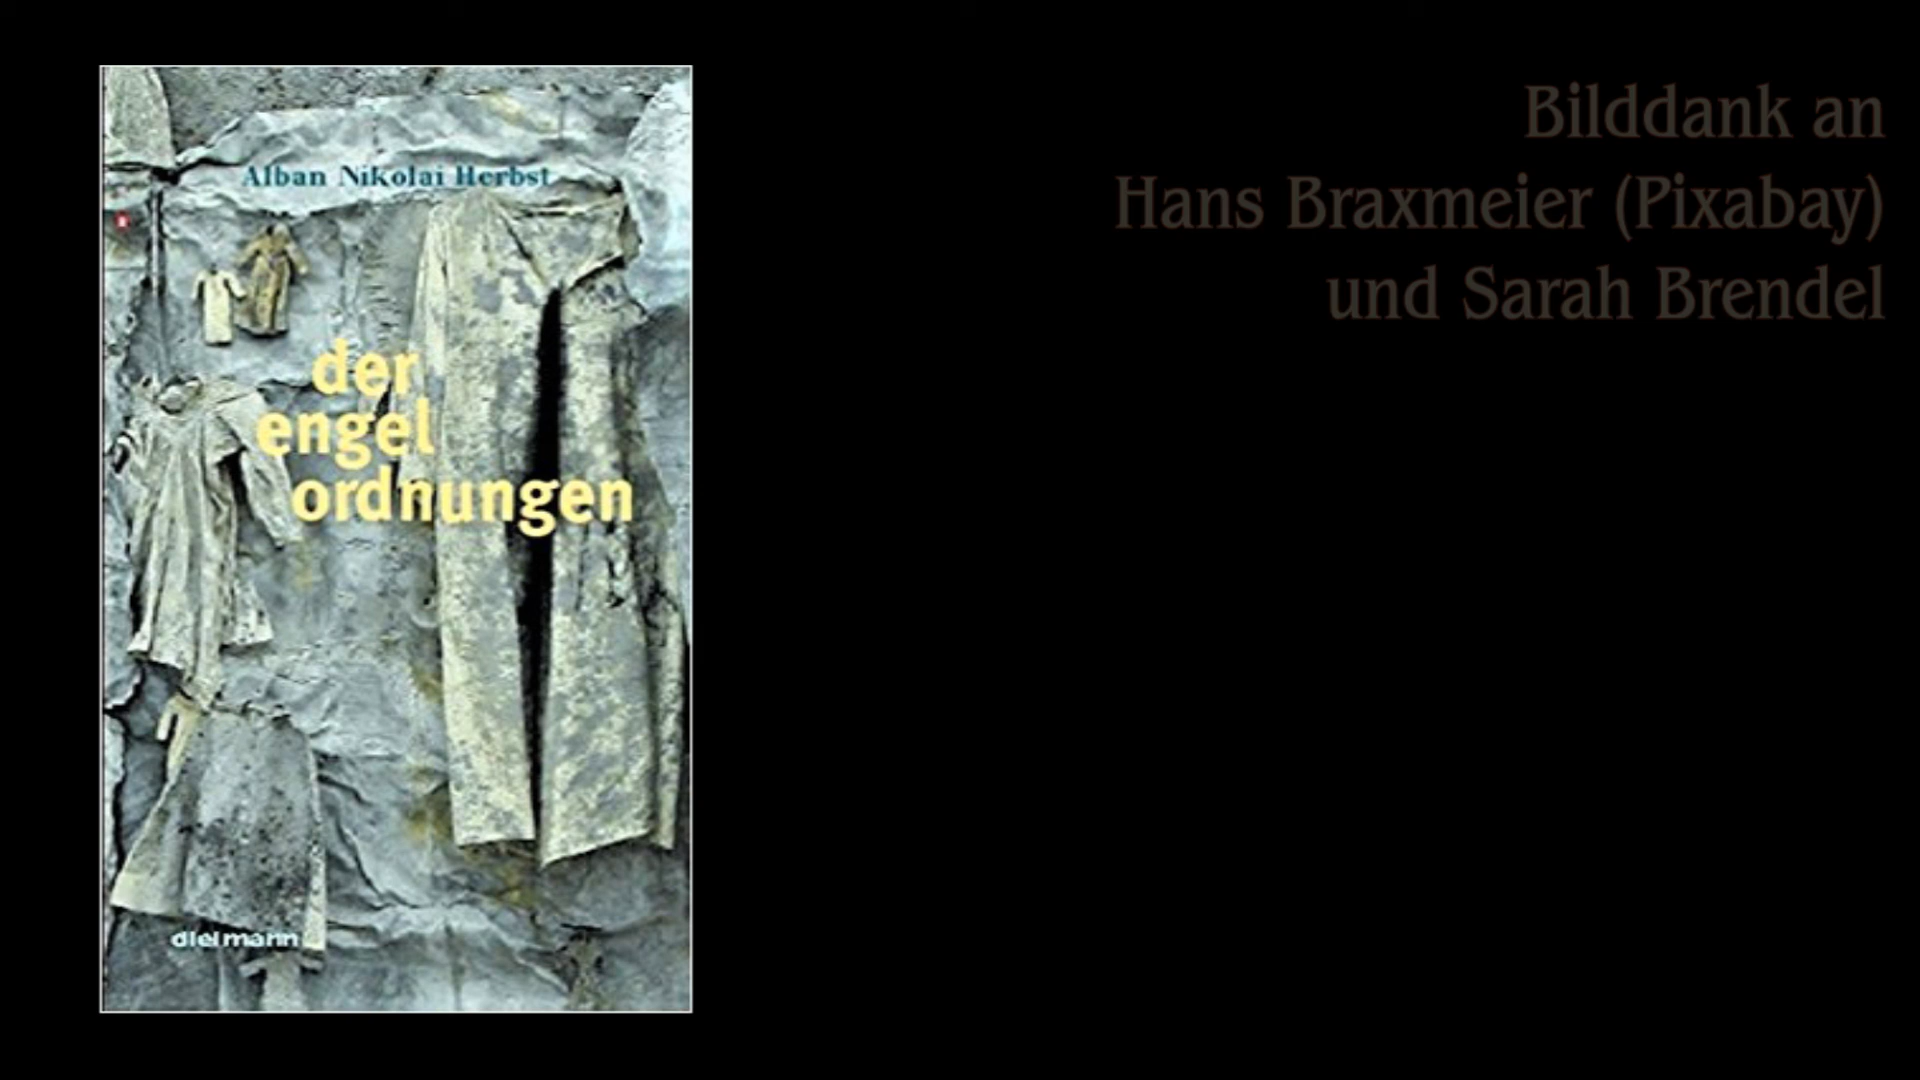 Alban Nikolai Herbst
der
engel
ordnungen
dielmann
Bilddank an
Hans Braxmeier (Pixabay)
und Sarah Brendel